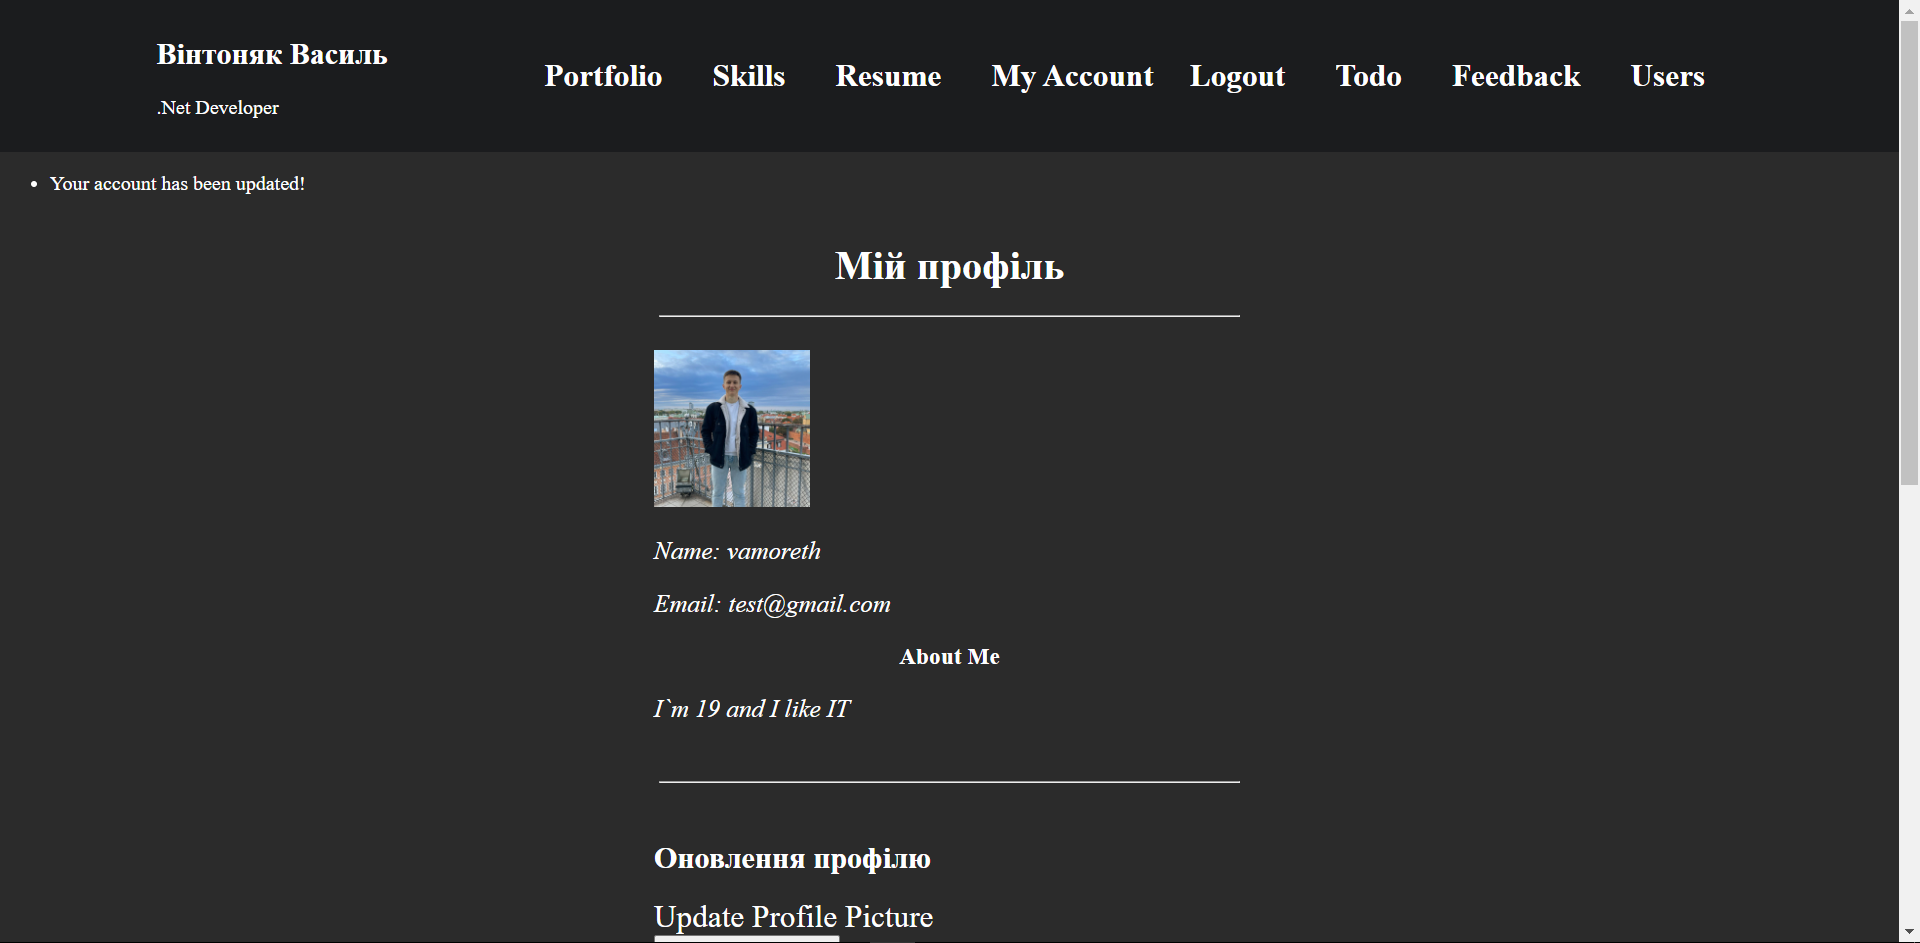 Вінтоняк Василь
.Net Developer
Portfolio Skills Resume My Account Logout Todo Feedback Users
Your account has been updated!
Мій профіль
Name: vamoreth
Email: test@gmail.com
About Me
I`m 19 and I like IT
Оновлення профілю
Update Profile Picture